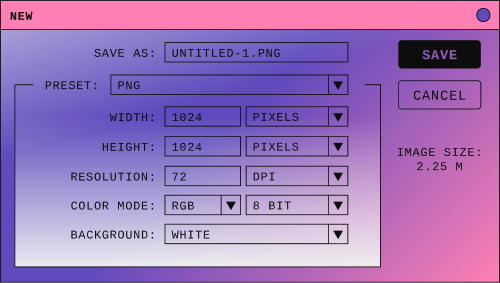 NEW
SAVE AS: UNTITLED-1.PNG
SAVE
PRESET: PNG
CANCEL
WIDTH: 1024 PIXELS
HEIGHT: 1024 PIXELS
IMAGE SIZE:
2.25 M
RESOLUTION: 72 DPI
COLOR MODE: RGB 8 BIT
BACKGROUND: WHITE